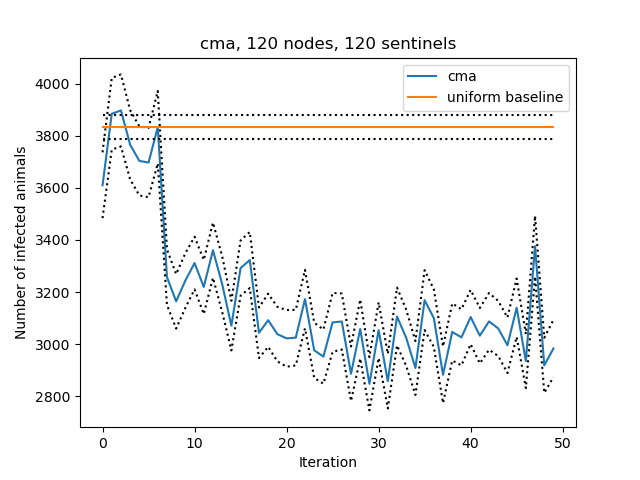 cma, 120 nodes, 120 sentinels
cma
uniform baseline
Number of infected animals
4000
3800
3600
3400
3200
3000
2800
0 10 20 30 40 50
Iteration